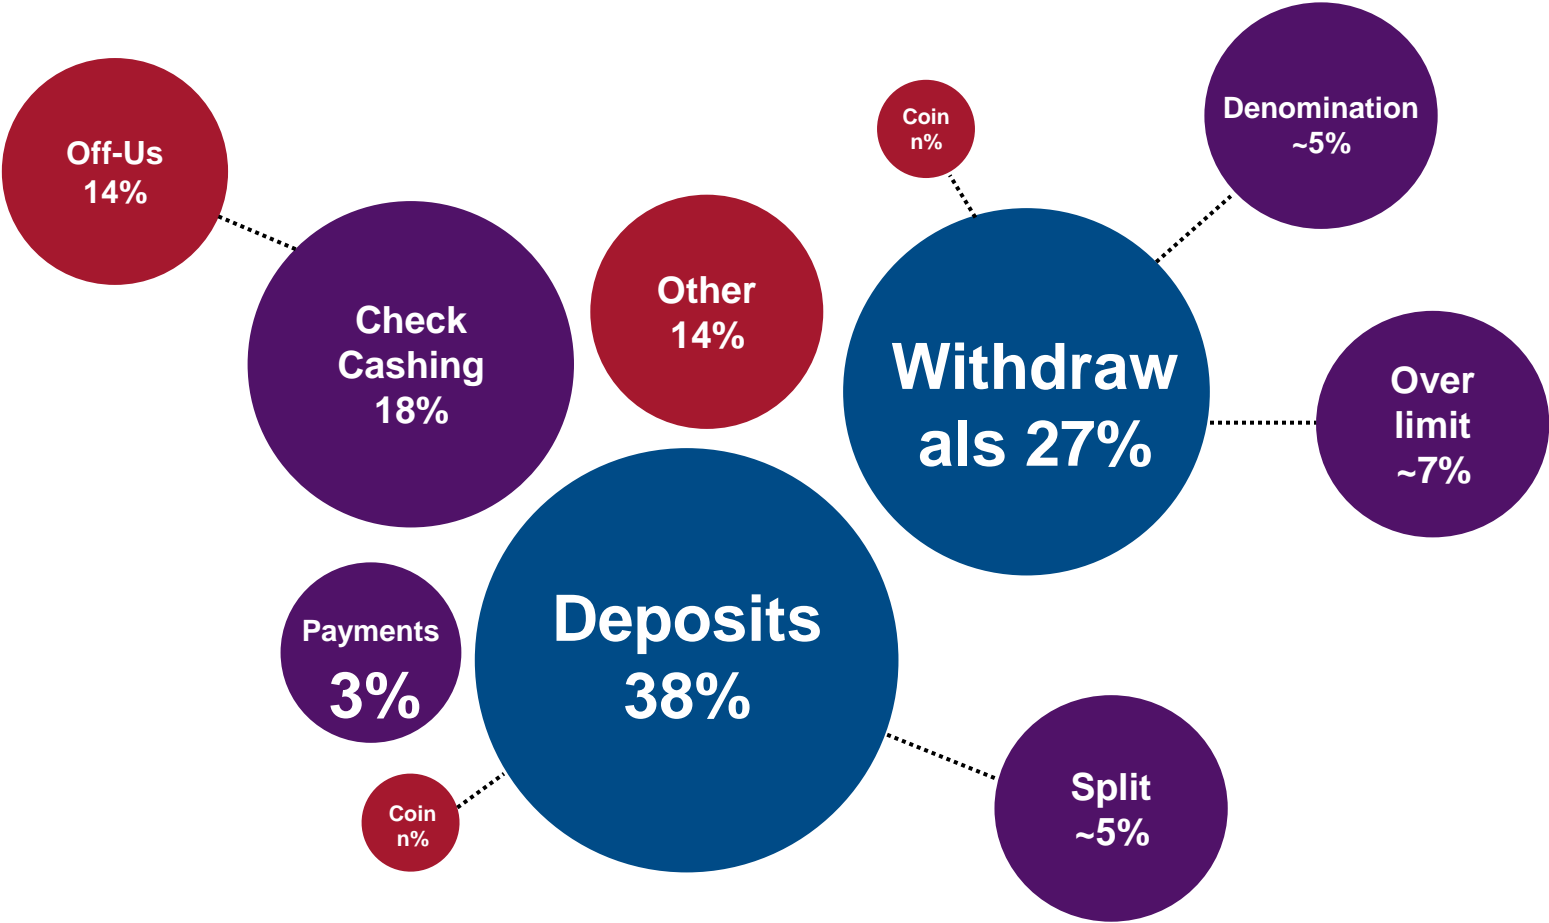 Off-Us
14%
Check
Cashing
18%
Other
14%
Coin
n%
Denomination
~5%
Withdraw
als 27%
Over
limit
~7%
Payments
3%
Deposits
38%
Coin
n%
Split
~5%